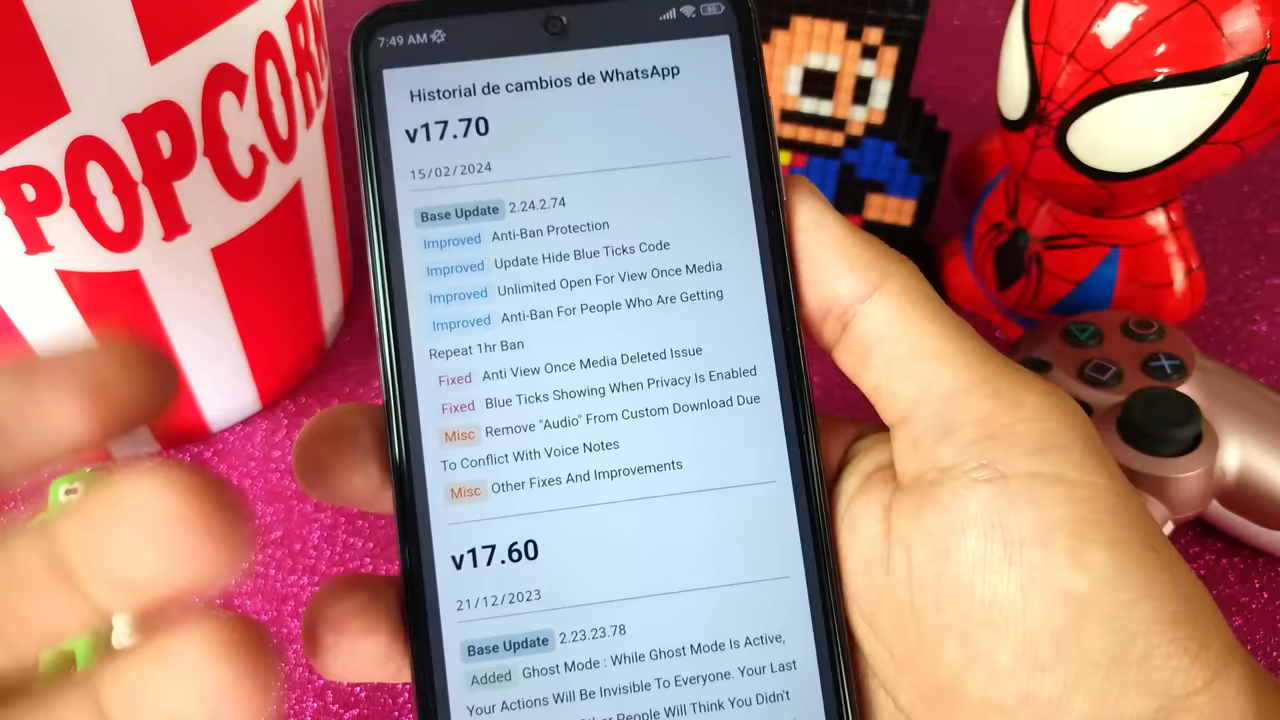 POPCOR
7:49 AM
95
Historial de cambios de WhatsApp
v17.70
15/02/2024
Base Update 2.24.2.74
Improved Anti-Ban Protection
Improved Update Hide Blue Ticks Code
Improved Unlimited Open For View Once Media
Improved Anti-Ban For People Who Are Getting
Repeat 1hr Ban
Fixed Anti View Once Media Deleted Issue
Fixed Blue Ticks Showing When Privacy Is Enabled
Misc Remove "Audio" From Custom Download Due
To Conflict With Voice Notes
Misc Other Fixes And Improvements
v17.60
21/12/2023
Base Update 2.23.23.78
Added Ghost Mode : While Ghost Mode Is Active,
Your Actions Will Be Invisible To Everyone. Your Last
People Will Think You Didn't